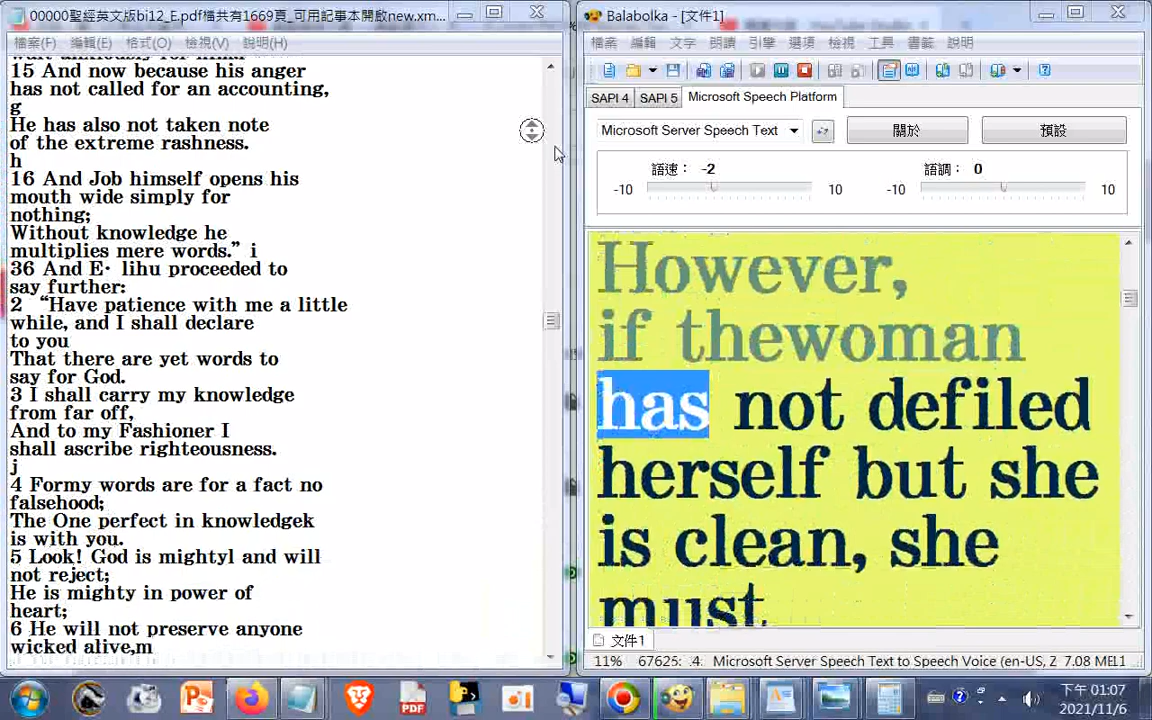 00000聖經英文版bi12_E.pdf檔共有1669頁_可用記事本開啟new.xm...
檔案(F) 編輯(E) 格式(O) 檢視(V) 說明(H)
15 And now because his anger
has not called for an accounting,
g
He has also not taken note
of the extreme rashness.
h
16 And Job himself opens his
mouth wide simply for
nothing;
Without knowledge he
multiplies mere words.” i
36 And E· lihu proceeded to
say further:
2 “Have patience with me a little
while, and I shall declare
to you
That there are yet words to
say for God.
3 I shall carry my knowledge
from far off,
And to my Fashioner I
shall ascribe righteousness.
j
4 Formy words are for a fact no
falsehood;
The One perfect in knowledgek
is with you.
5 Look! God is mightyl and will
not reject;
He is mighty in power of
heart;
6 He will not preserve anyone
wicked alive,m
Balabolka - [文件1]
檔案 編輯 文字 朗讀 引擎 選項 檢視 工具 書籤 說明
SAPI 4 SAPI 5 Microsoft Speech Platform
Microsoft Server Speech Text 關於 預設
語速： -2 語調： 0
-10 10 -10 10
However,
if thewoman
has not defiled
herself but she
is clean, she
must
文件1
11% 67625: .4: Microsoft Server Speech Text to Speech Voice (en-US, Z 7.08 ME
PDF
下午 01:07
2021/11/6